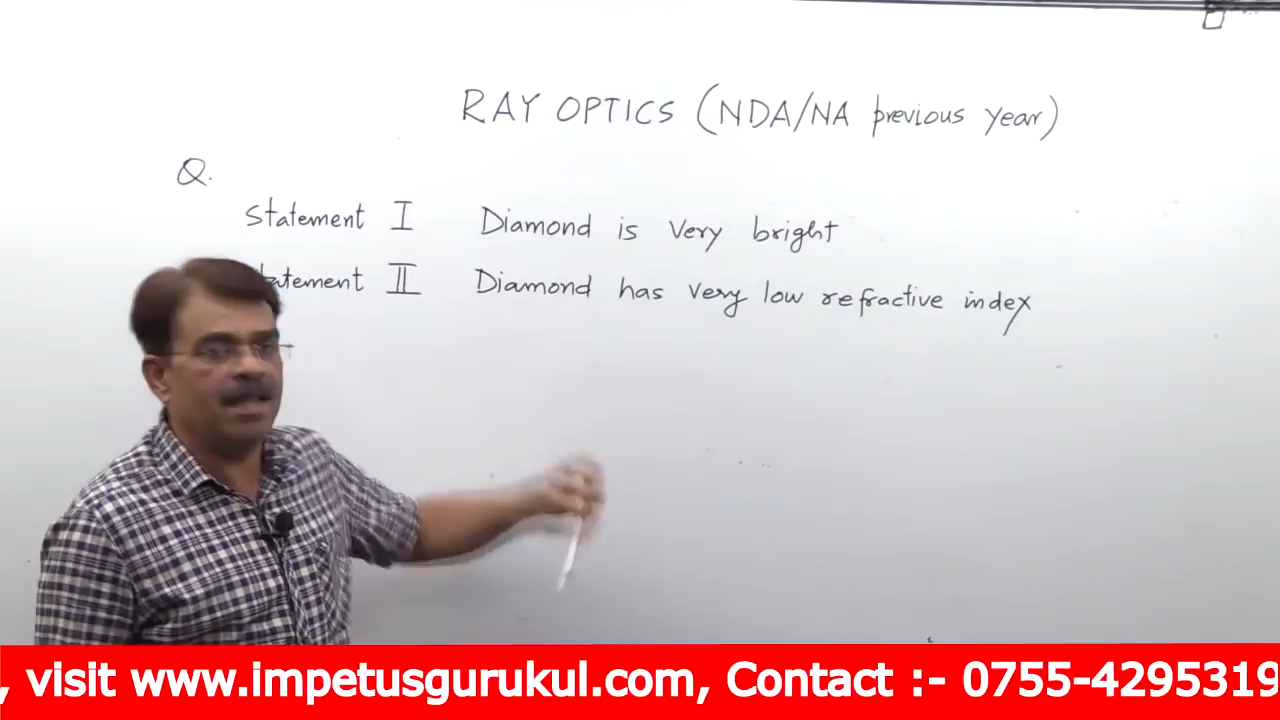 RAY OPTICS (NDA/NA previous year)
Q.
Statement I Diamond is very bright
Statement II Diamond has very low refractive index
, visit www.impetusgurukul.com, Contact :- 0755-4295319